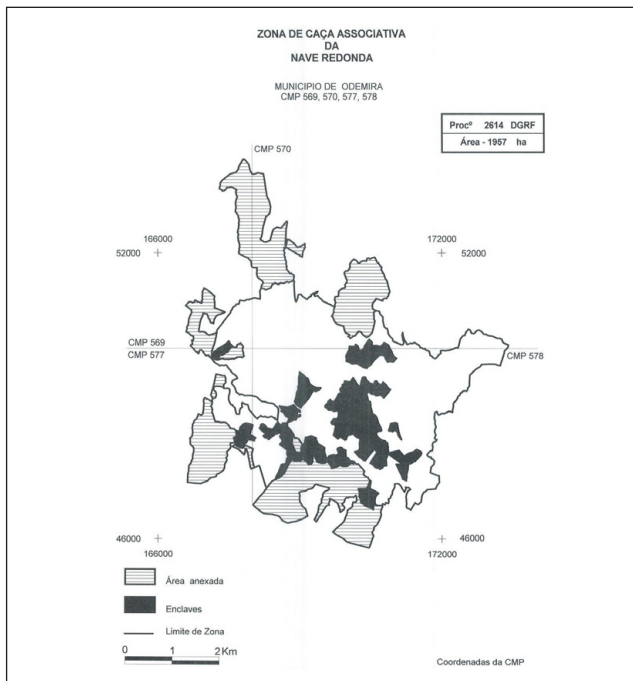 ZONA DE CAÇA ASSOCIATIVA
DA
NAVE REDONDA
MUNICIPIO DE ODEMIRA
CMP 569, 570, 577, 578
Procº 2614 DGRF
Área - 1957 ha
CMP 570
166000
52000
172000
52000
CMP 569
CMP 577
CMP 578
46000
166000
46000
172000
Área anexada
Enclaves
Limite de Zona
0 1 2 Km
Coordenadas da CMP